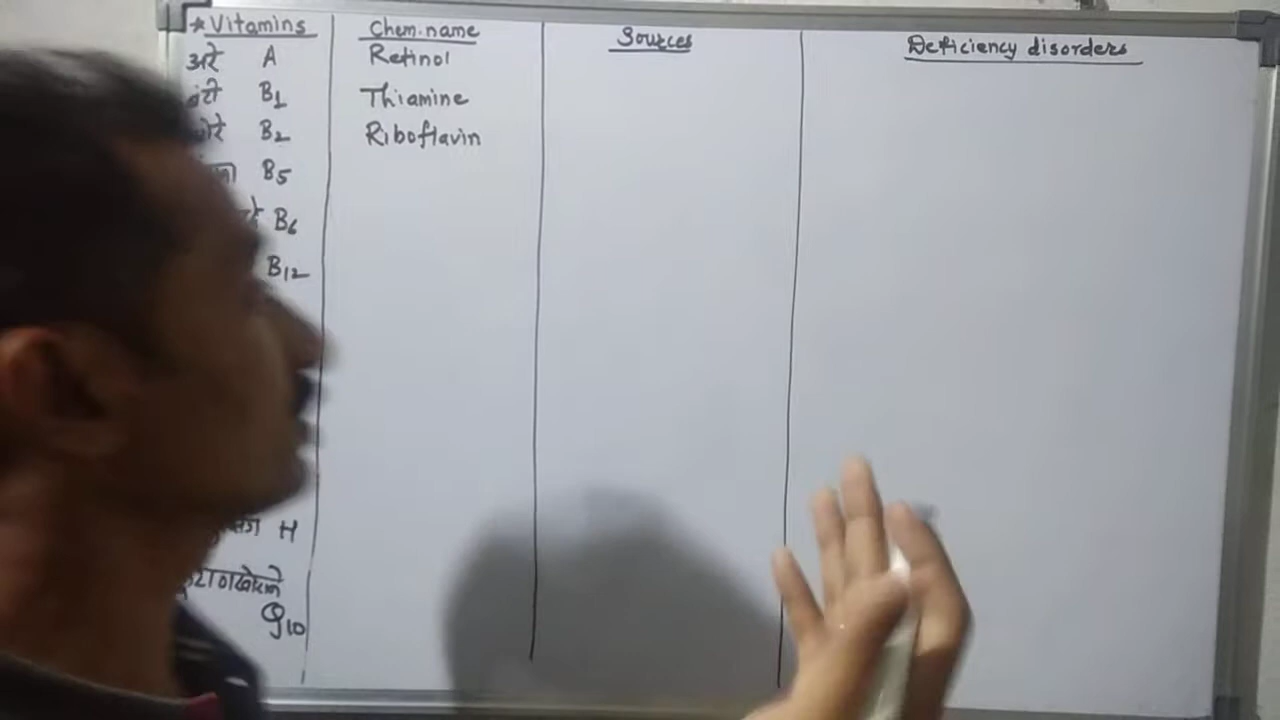 *Vitamins Chem. name Sources Deficiency disorders
अरे A Retinol
B1 Thiamine
B2 Riboflavin
B5
B6
B12
H
Q10